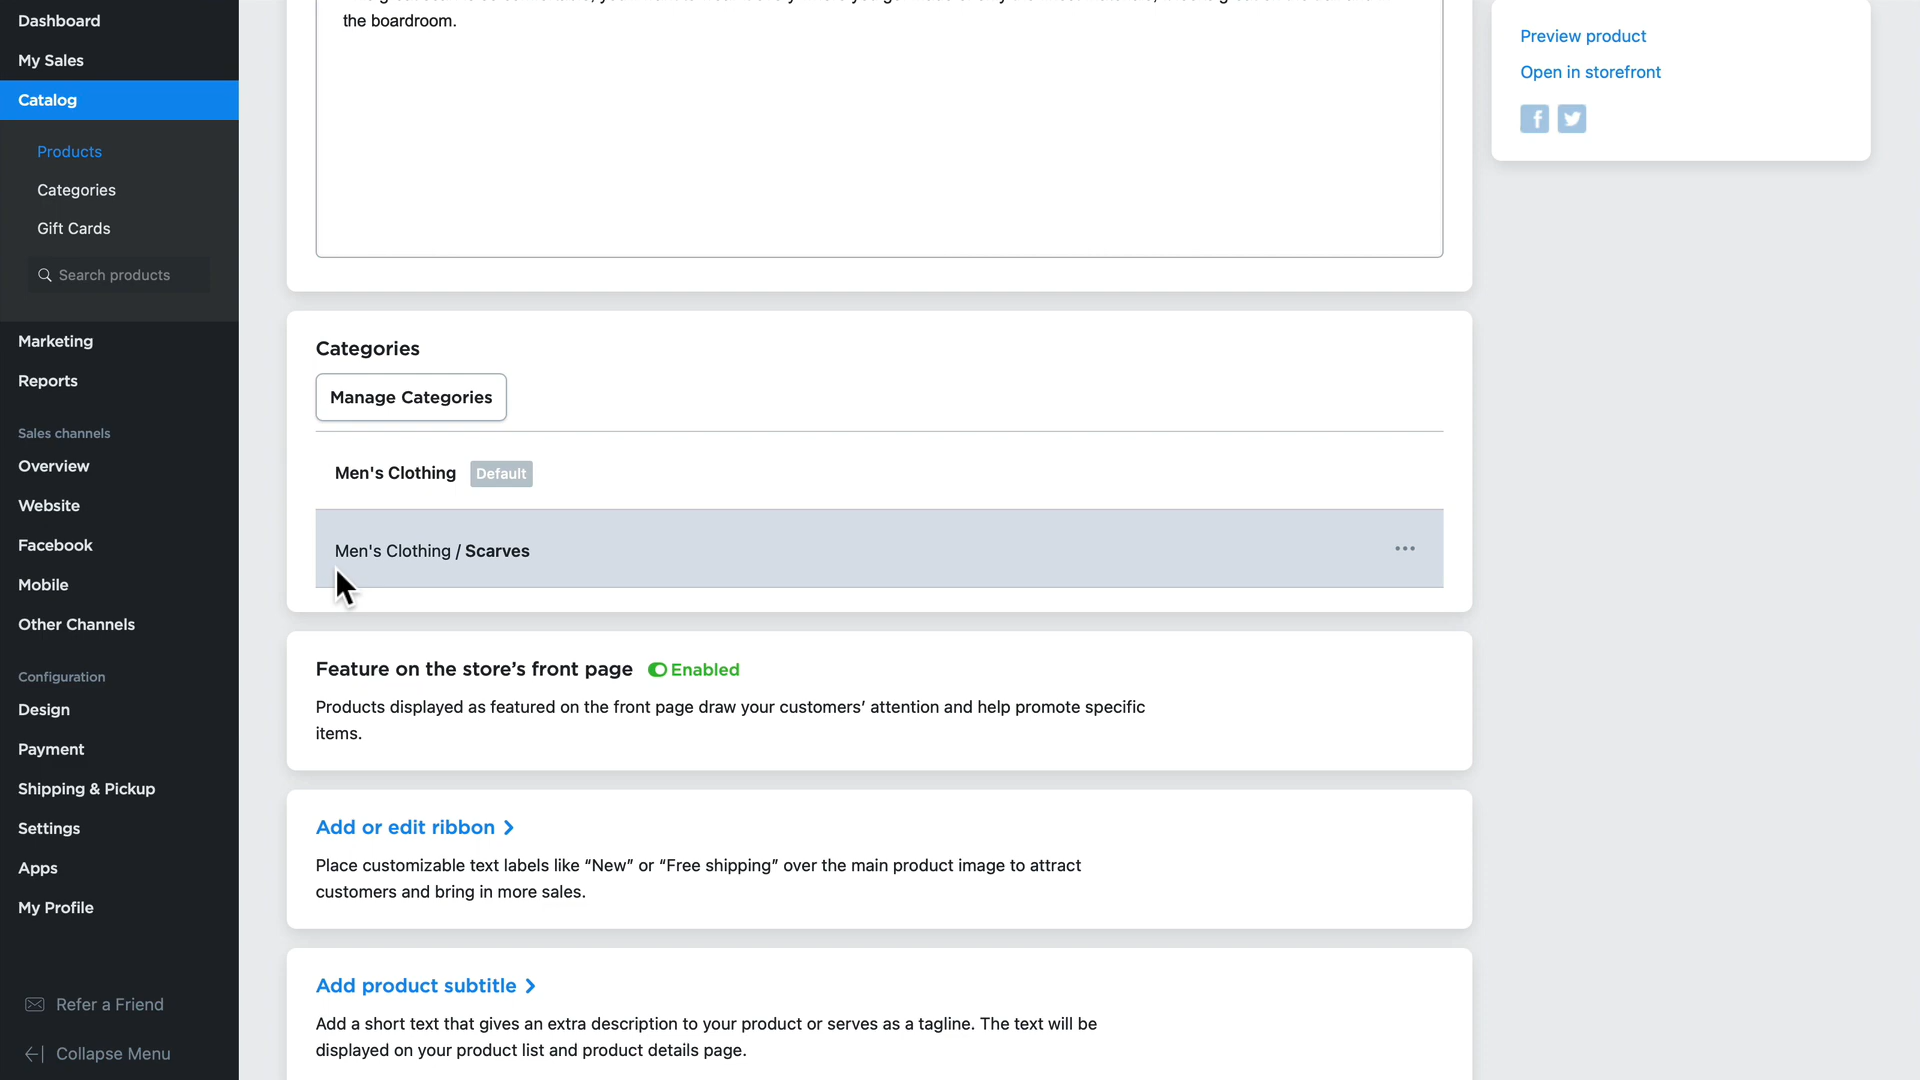 Dashboard
My Sales
Catalog
Products
Categories
Gift Cards
Search products
Marketing
Reports
Sales channels
Overview
Website
Facebook
Mobile
Other Channels
Configuration
Design
Payment
Shipping & Pickup
Settings
Apps
My Profile
Refer a Friend
Collapse Menu
the boardroom.
Categories
Manage Categories
Men's Clothing Default
Men's Clothing / Scarves
Feature on the store’s front page Enabled
Products displayed as featured on the front page draw your customers’ attention and help promote specific
items.
Add or edit ribbon
Place customizable text labels like “New” or “Free shipping” over the main product image to attract
customers and bring in more sales.
Add product subtitle
Add a short text that gives an extra description to your product or serves as a tagline. The text will be
displayed on your product list and product details page.
Preview product
Open in storefront